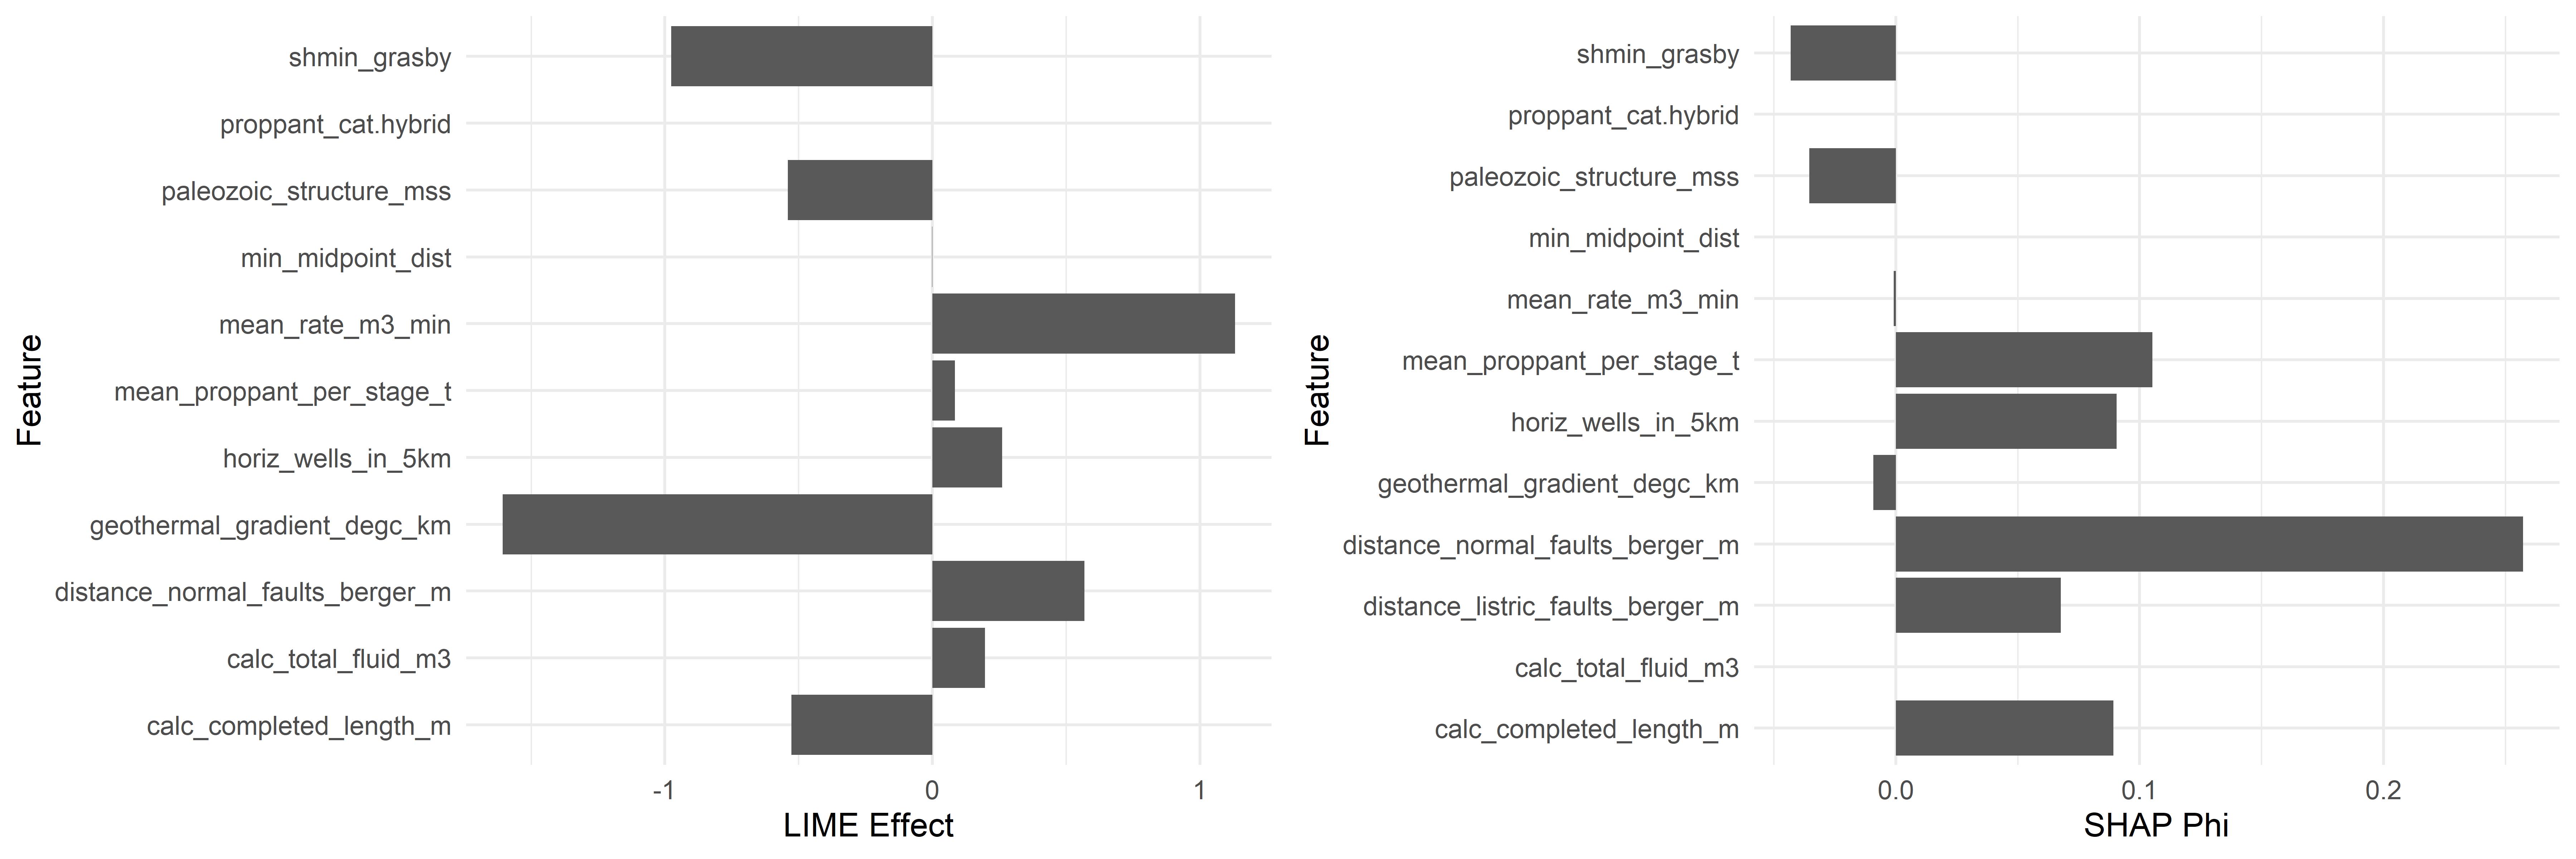 Feature
shmin_grasby
proppant_cat.hybrid
paleozoic_structure_mss
min_midpoint_dist
mean_rate_m3_min
mean_proppant_per_stage_t
horiz_wells_in_5km
geothermal_gradient_degc_km
distance_normal_faults_berger_m
calc_total_fluid_m3
calc_completed_length_m
-1 0 1
LIME Effect
Feature
shmin_grasby
proppant_cat.hybrid
paleozoic_structure_mss
min_midpoint_dist
mean_rate_m3_min
mean_proppant_per_stage_t
horiz_wells_in_5km
geothermal_gradient_degc_km
distance_normal_faults_berger_m
distance_listric_faults_berger_m
calc_total_fluid_m3
calc_completed_length_m
0.0 0.1 0.2
SHAP Phi